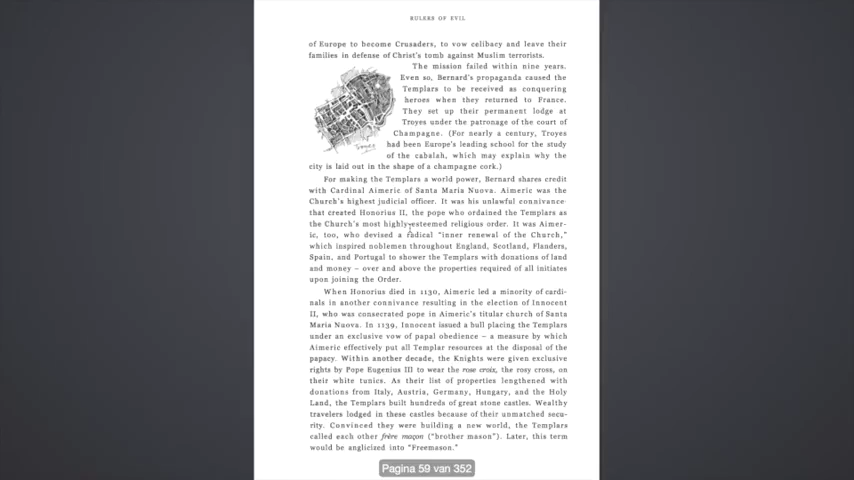 RULERS OF EVIL
of Europe to become Crusaders, to vow celibacy and leave their
families in defense of Christ's tomb against Muslim terrorists.
The mission failed within nine years.
Even so, Bernard's propaganda caused the
Templars to be received as conquering
heroes when they returned to France.
They set up their permanent lodge at
Troyes under the patronage of the court of
Champagne. (For nearly a century, Troyes
had been Europe's leading school for the study
of the cabalah, which may explain why the
city is laid out in the shape of a champagne cork.)
For making the Templars a world power, Bernard shares credit
with Cardinal Aimeric of Santa Maria Nuova. Aimeric was the
Church's highest judicial officer. It was his unlawful connivance
that created Honorius II, the pope who ordained the Templars as
the Church's most highly-esteemed religious order. It was Aimer-
ic, too, who devised a radical "inner renewal of the Church,"
which inspired noblemen throughout England, Scotland, Flanders,
Spain, and Portugal to shower the Templars with donations of land
and money – over and above the properties required of all initiates
upon joining the Order.
When Honorius died in 1130, Aimeric led a minority of cardi-
nals in another connivance resulting in the election of Innocent
II, who was consecrated pope in Aimeric's titular church of Santa
Maria Nuova. In 1139, Innocent issued a bull placing the Templars
under an exclusive vow of papal obedience – a measure by which
Aimeric effectively put all Templar resources at the disposal of the
papacy. Within another decade, the Knights were given exclusive
rights by Pope Eugenius III to wear the rose croix, the rosy cross, on
their white tunics. As their list of properties lengthened with
donations from Italy, Austria, Germany, Hungary, and the Holy
Land, the Templars built hundreds of great stone castles. Wealthy
travelers lodged in these castles because of their unmatched secu-
rity. Convinced they were building a new world, the Templars
called each other frère maçon ("brother mason"). Later, this term
would be anglicized into "Freemason."
Pagina 59 van 352